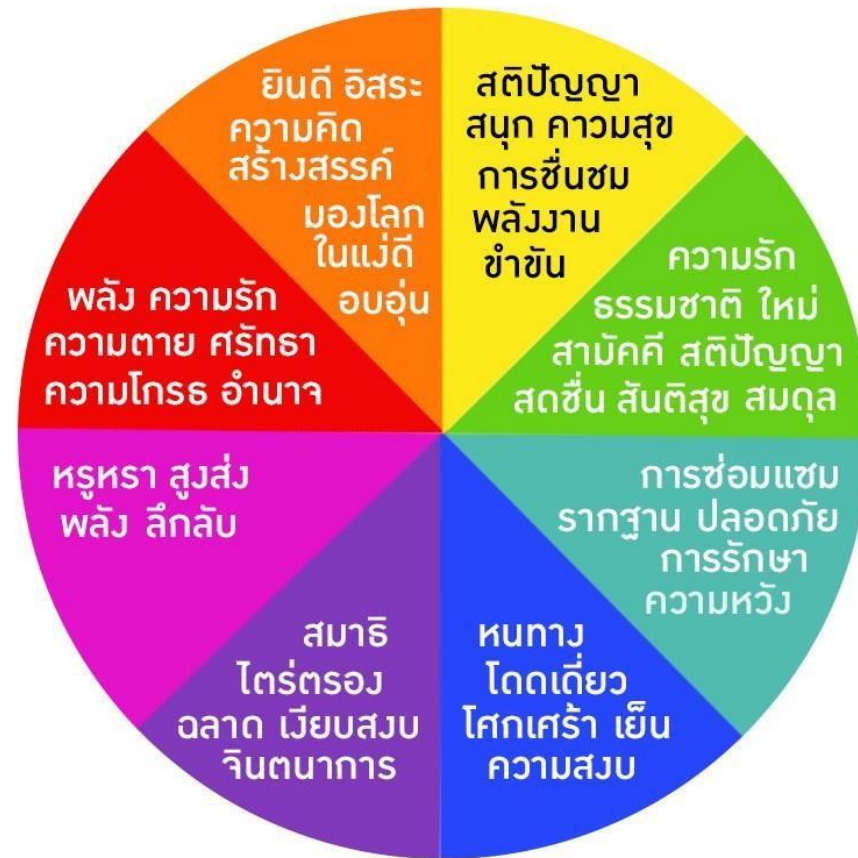 ยินดี อิสระ
ความคิด
สร้างสรรค์
มองโลก
ในแง่ดี
อบอุ่น
สติปัญญา
สนุก คาวมสุข
การชื่นชม
พลังงาน
ขำขัน
ความรัก
ธรรมชาติ ใหม่
สามัคคี สติปัญญา
สดชื่น สันติสุข สมดุล
การซ่อมแซม
รากฐาน ปลอดภัย
การรักษา
ความหวัง
หนทาง
โดดเดี่ยว
โศกเศร้า เย็น
ความสงบ
สมาธิ
ไตร่ตรอง
ฉลาด เงียบสงบ
จินตนาการ
หรูหรา สูงส่ง
พลัง ลึกลับ
พลัง ความรัก
ความตาย ศรัทธา
ความโกรธ อำนาจ